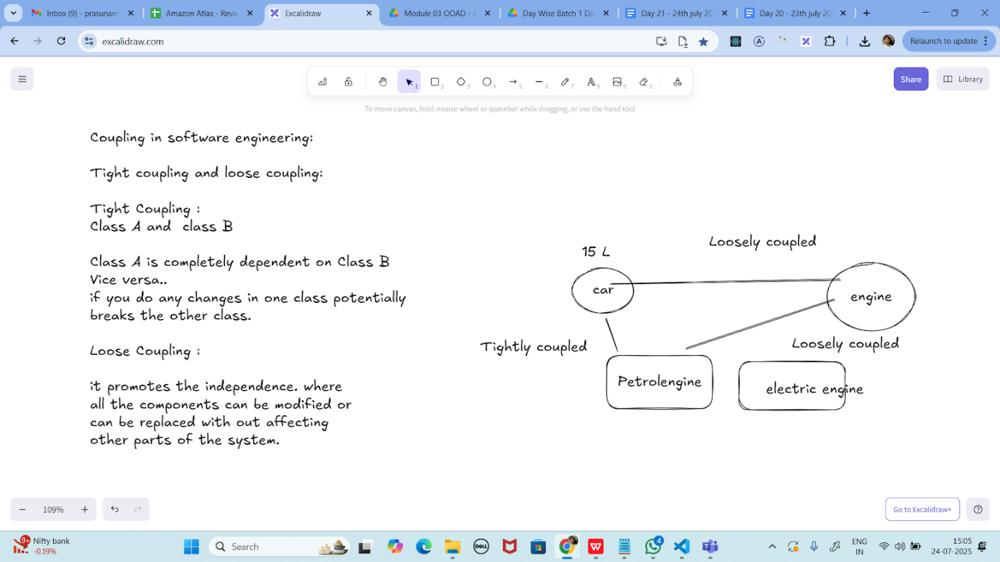 Inbox (9) - prasunam
Amazon Atlas - Reva
Excalidraw
Module 03 OOAD - C
Day Wise Batch 1 Do
Day 21 - 24th july 20
Day 20 - 23th july 20
excalidraw.com
Relaunch to update
1
2
3
4
5
6
7
8
9
0
Share
Library
To move canvas, hold mouse wheel or spacebar while dragging, or use the hand tool
Coupling in software engineering:
Tight coupling and loose coupling:
Tight Coupling :
Class A and class B
Class A is completely dependent on Class B
Vice versa..
if you do any changes in one class potentially
breaks the other class.
Loose Coupling :
it promotes the independence. where
all the components can be modified or
can be replaced with out affecting
other parts of the system.
15 L
Loosely coupled
car
engine
Tightly coupled
Loosely coupled
Petrolengine
electric engine
109%
Go to Excalidraw+
9+
Nifty bank
-0.19%
Search
DELL
4
ENG
IN
15:05
24-07-2025